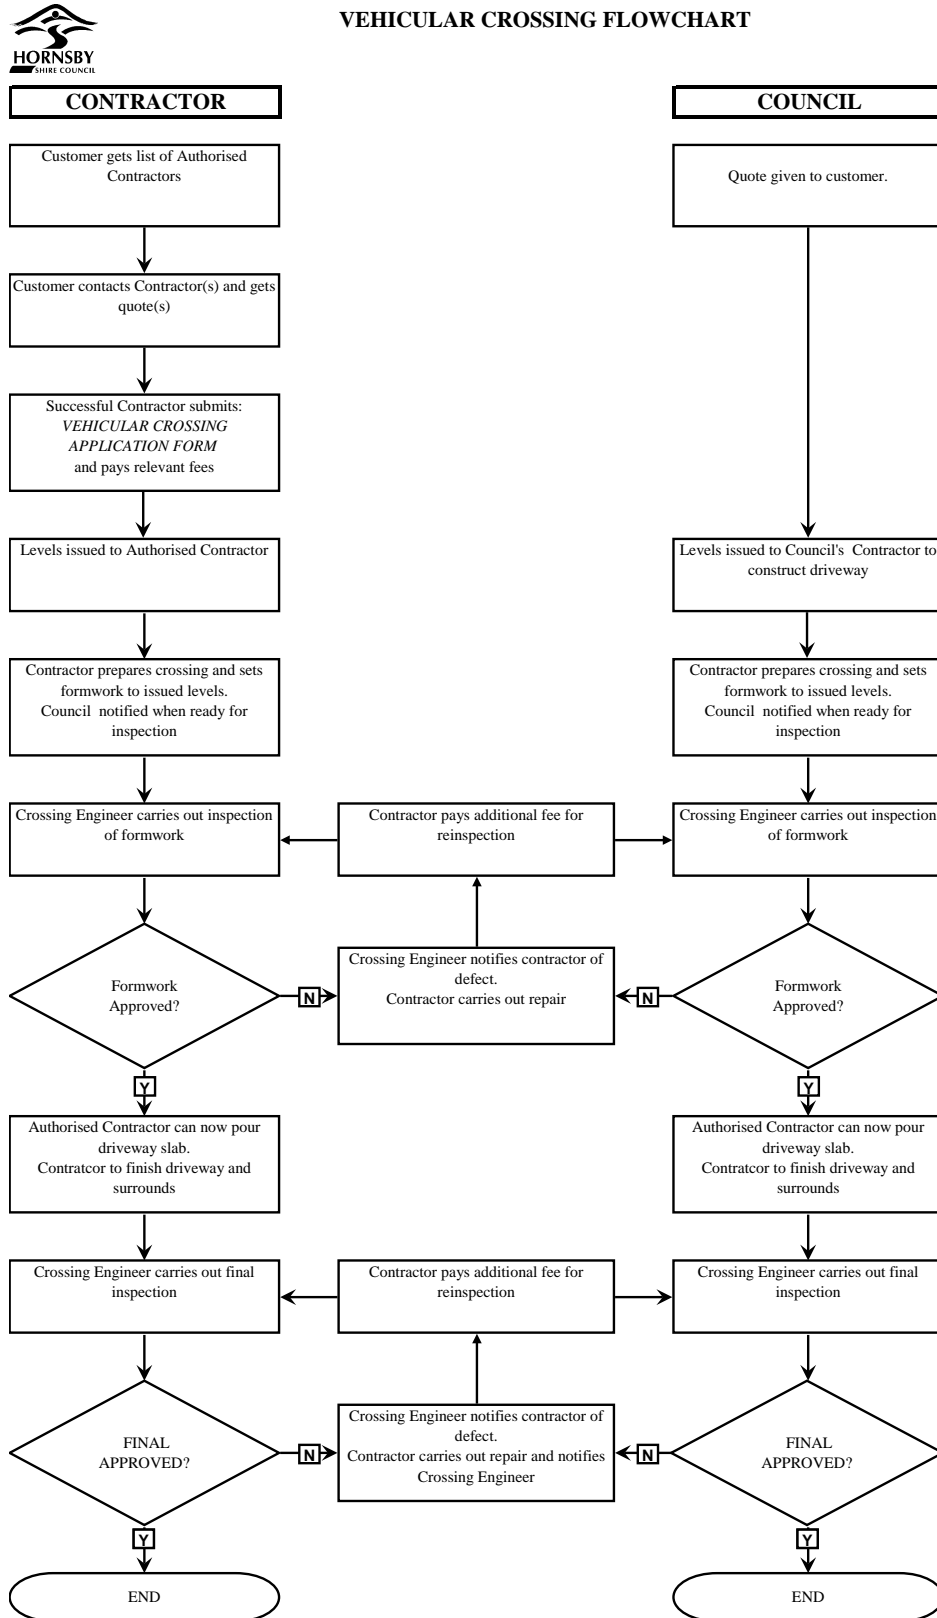 VEHICULAR CROSSING FLOWCHART
HORNSBY
SHIRE COUNCIL
CONTRACTOR
COUNCIL
Customer gets list of Authorised
Contractors
Quote given to customer.
Customer contacts Contractor(s) and gets
quote(s)
Successful Contractor submits:
VEHICULAR CROSSING
APPLICATION FORM
and pays relevant fees
Levels issued to Authorised Contractor
Levels issued to Council's  Contractor to
construct driveway
Contractor prepares crossing and sets
formwork to issued levels.
Council  notified when ready for
inspection
Contractor prepares crossing and sets
formwork to issued levels.
Council  notified when ready for
inspection
Crossing Engineer carries out inspection
of formwork
Contractor pays additional fee for
reinspection
Crossing Engineer carries out inspection
of formwork
Formwork
Approved?
N
Crossing Engineer notifies contractor of
defect.
Contractor carries out repair
N
Formwork
Approved?
Y
Y
Authorised Contractor can now pour
driveway slab.
Contratcor to finish driveway and
surrounds
Authorised Contractor can now pour
driveway slab.
Contratcor to finish driveway and
surrounds
Crossing Engineer carries out final
inspection
Contractor pays additional fee for
reinspection
Crossing Engineer carries out final
inspection
FINAL
APPROVED?
N
Crossing Engineer notifies contractor of
defect.
Contractor carries out repair and notifies
Crossing Engineer
N
FINAL
APPROVED?
Y
Y
END
END